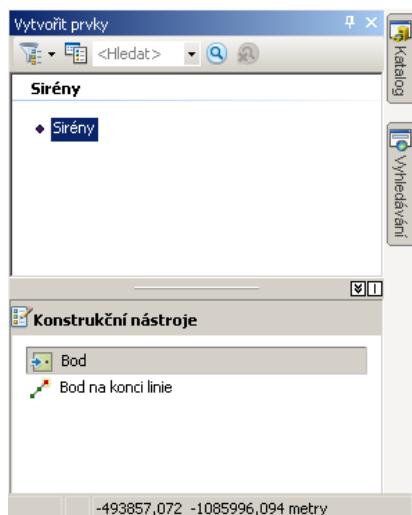 Vytvořit prvky
<Hledat>
Sirény
Sirény
Konstrukční nástroje
Bod
Bod na konci linie
-493857,072 -1085996,094 metry
Katalog
Vyhledávání